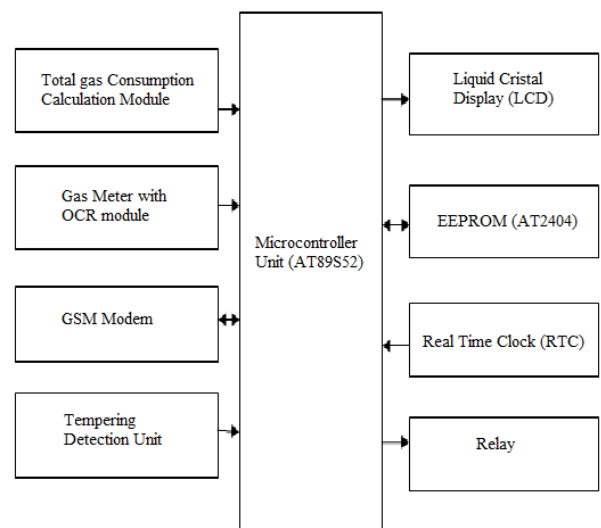 Total gas Consumption
Calculation Module
Gas Meter with
OCR module
GSM Modem
Tempering
Detection Unit
Microcontroller
Unit (AT89S52)
Liquid Cristal
Display (LCD)
EEPROM (AT2404)
Real Time Clock (RTC)
Relay